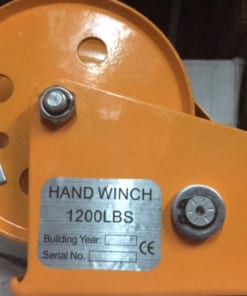 HAND WINCH
1200LBS
Building Year:
CE
Serial No.